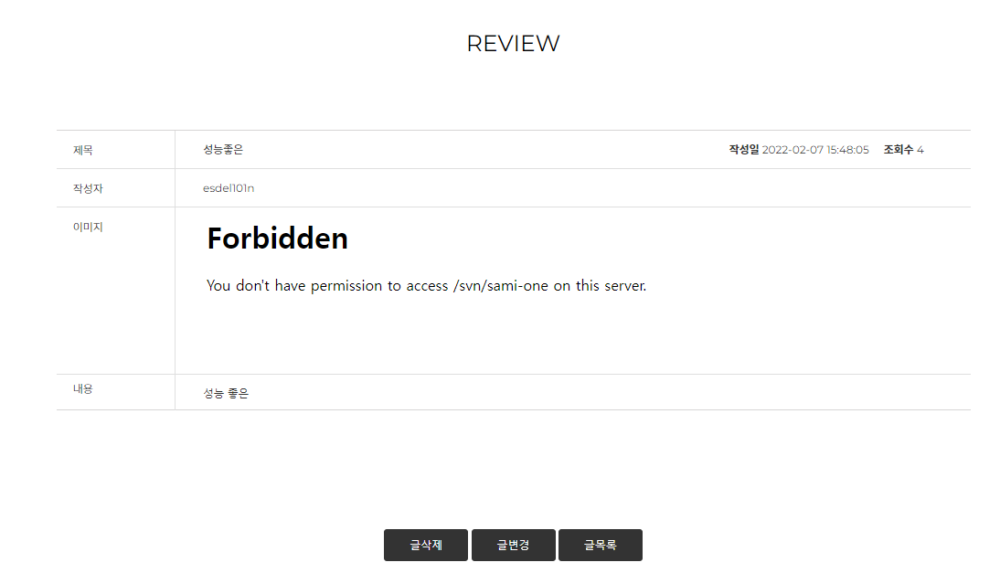 REVIEW
제목 성능좋은 작성일 2022-02-07 15:48:05 조회수 4
작성자 esdel101n
이미지
Forbidden
You don't have permission to access /svn/sami-one on this server.
내용 성능 좋은
글삭제 글변경 글목록